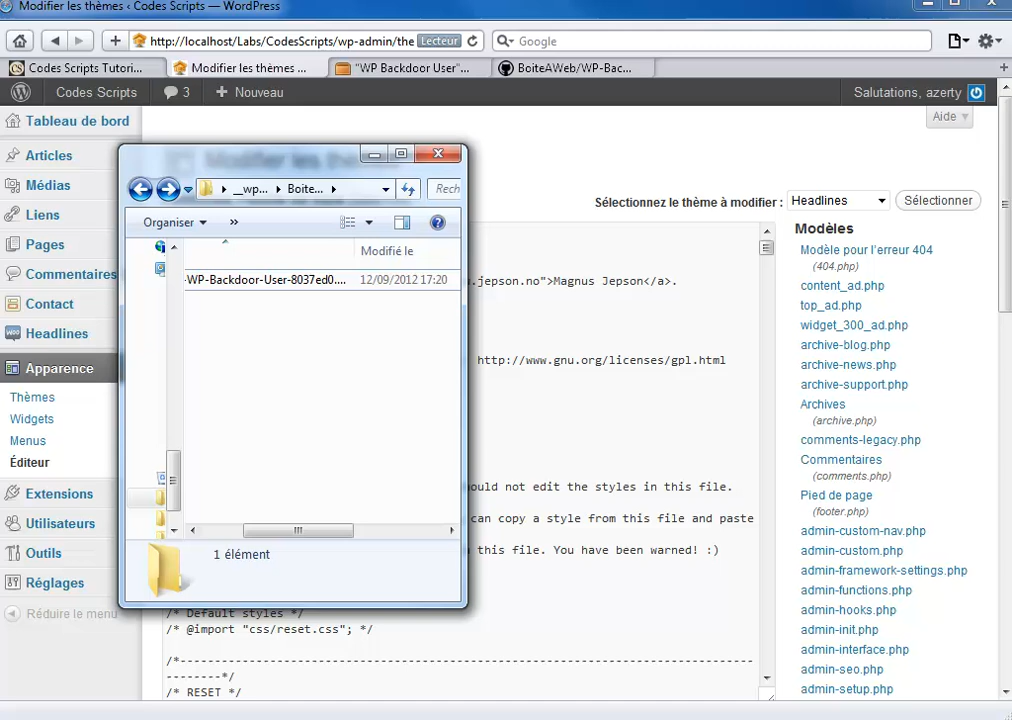 Modifier les thèmes ‹ Codes Scripts — WordPress
http://localhost/Labs/CodesScripts/wp-admin/the
Lecteur
Google
Codes Scripts Tutori...
Modifier les thèmes ...
"WP Backdoor User"...
BoiteAWeb/WP-Bac...
Codes Scripts
3
Nouveau
Salutations, azerty
Aide
Tableau de bord
Articles
Médias
Liens
Pages
Commentaires
Contact
Headlines
Apparence
Thèmes
Widgets
Menus
Éditeur
Extensions
Utilisateurs
Outils
Réglages
Réduire le menu
Modifier les thèmes
__wp...
Boite...
Rech
Organiser
»
Modifié le
-WP-Backdoor-User-8037ed0....
12/09/2012 17:20
1 élément
Sélectionnez le thème à modifier :
Headlines
Sélectionner
.jepson.no">Magnus Jepson</a>.
http://www.gnu.org/licenses/gpl.html
ould not edit the styles in this file.
can copy a style from this file and paste
this file. You have been warned! :)
/* Default styles */
/* @import "css/reset.css"; */
/*-------------------------------------------------------------------------
--------*/
/* RESET */
Modèles
Modèle pour l'erreur 404
(404.php)
content_ad.php
top_ad.php
widget_300_ad.php
archive-blog.php
archive-news.php
archive-support.php
Archives
(archive.php)
comments-legacy.php
Commentaires
(comments.php)
Pied de page
(footer.php)
admin-custom-nav.php
admin-custom.php
admin-framework-settings.php
admin-functions.php
admin-hooks.php
admin-init.php
admin-interface.php
admin-seo.php
admin-setup.php